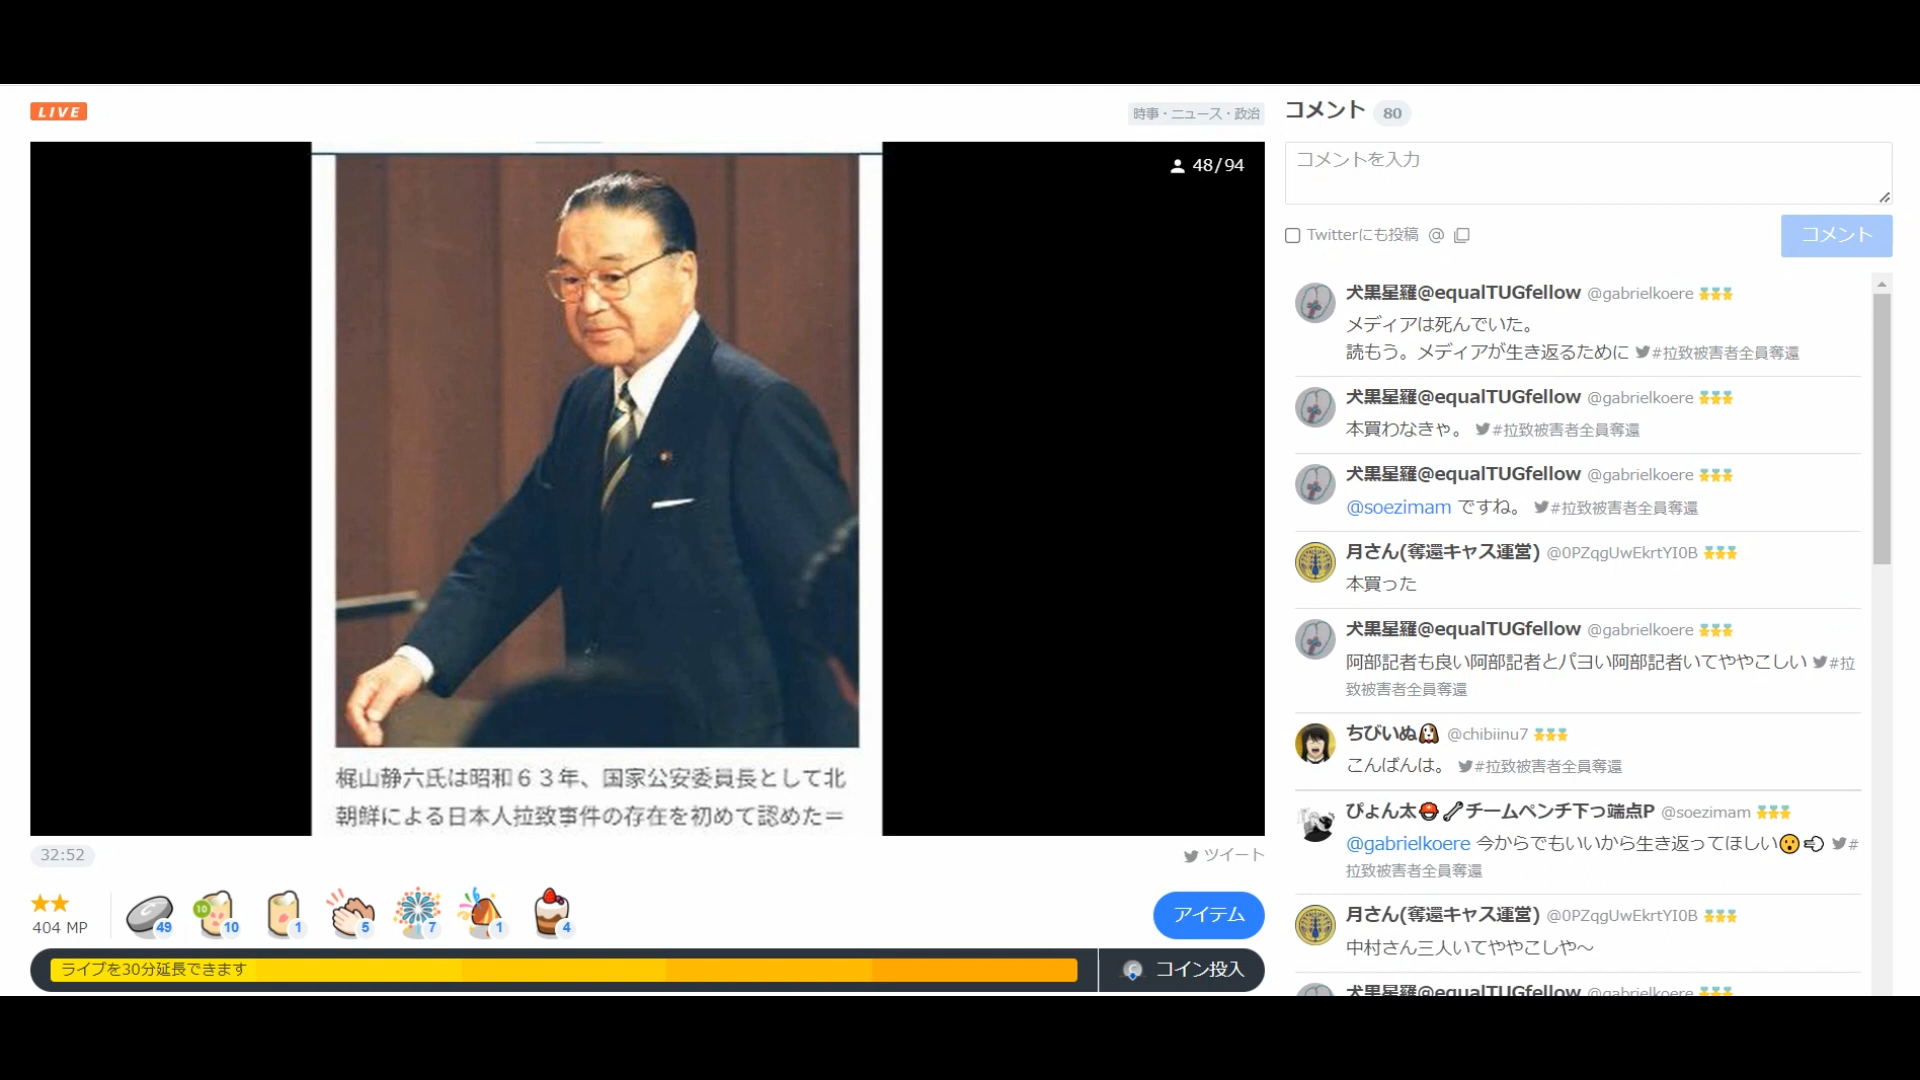 LIVE
時事・ニュース・政治
48/94
梶山静六氏は昭和６３年、国家公安委員長として北
朝鮮による日本人拉致事件の存在を初めて認めた＝
32:52
ツイート
404 MP
49
10
10
1
5
7
1
4
アイテム
ライブを30分延長できます
コイン投入
コメント 80
コメントを入力
Twitterにも投稿 @
コメント
犬黒星羅@equalTUGfellow @gabrielkoere
メディアは死んでいた。
読もう。メディアが生き返るために #拉致被害者全員奪還
犬黒星羅@equalTUGfellow @gabrielkoere
本買わなきゃ。 #拉致被害者全員奪還
犬黒星羅@equalTUGfellow @gabrielkoere
@soezimam ですね。 #拉致被害者全員奪還
月さん(奪還キャス運営) @0PZqgUwEkrtYI0B
本買った
犬黒星羅@equalTUGfellow @gabrielkoere
阿部記者も良い阿部記者とパヨい阿部記者いてややこしい #拉
致被害者全員奪還
ちびいぬ🐶 @chibiinu7
こんばんは。 #拉致被害者全員奪還
ぴょん太⛑🦴チームペンチ下っ端点P @soezimam
@gabrielkoere 今からでもいいから生き返ってほしい😮💨 #
拉致被害者全員奪還
月さん(奪還キャス運営) @0PZqgUwEkrtYI0B
中村さん三人いてややこしや〜
犬黒星羅@equalTUGfellow @gabrielkoere